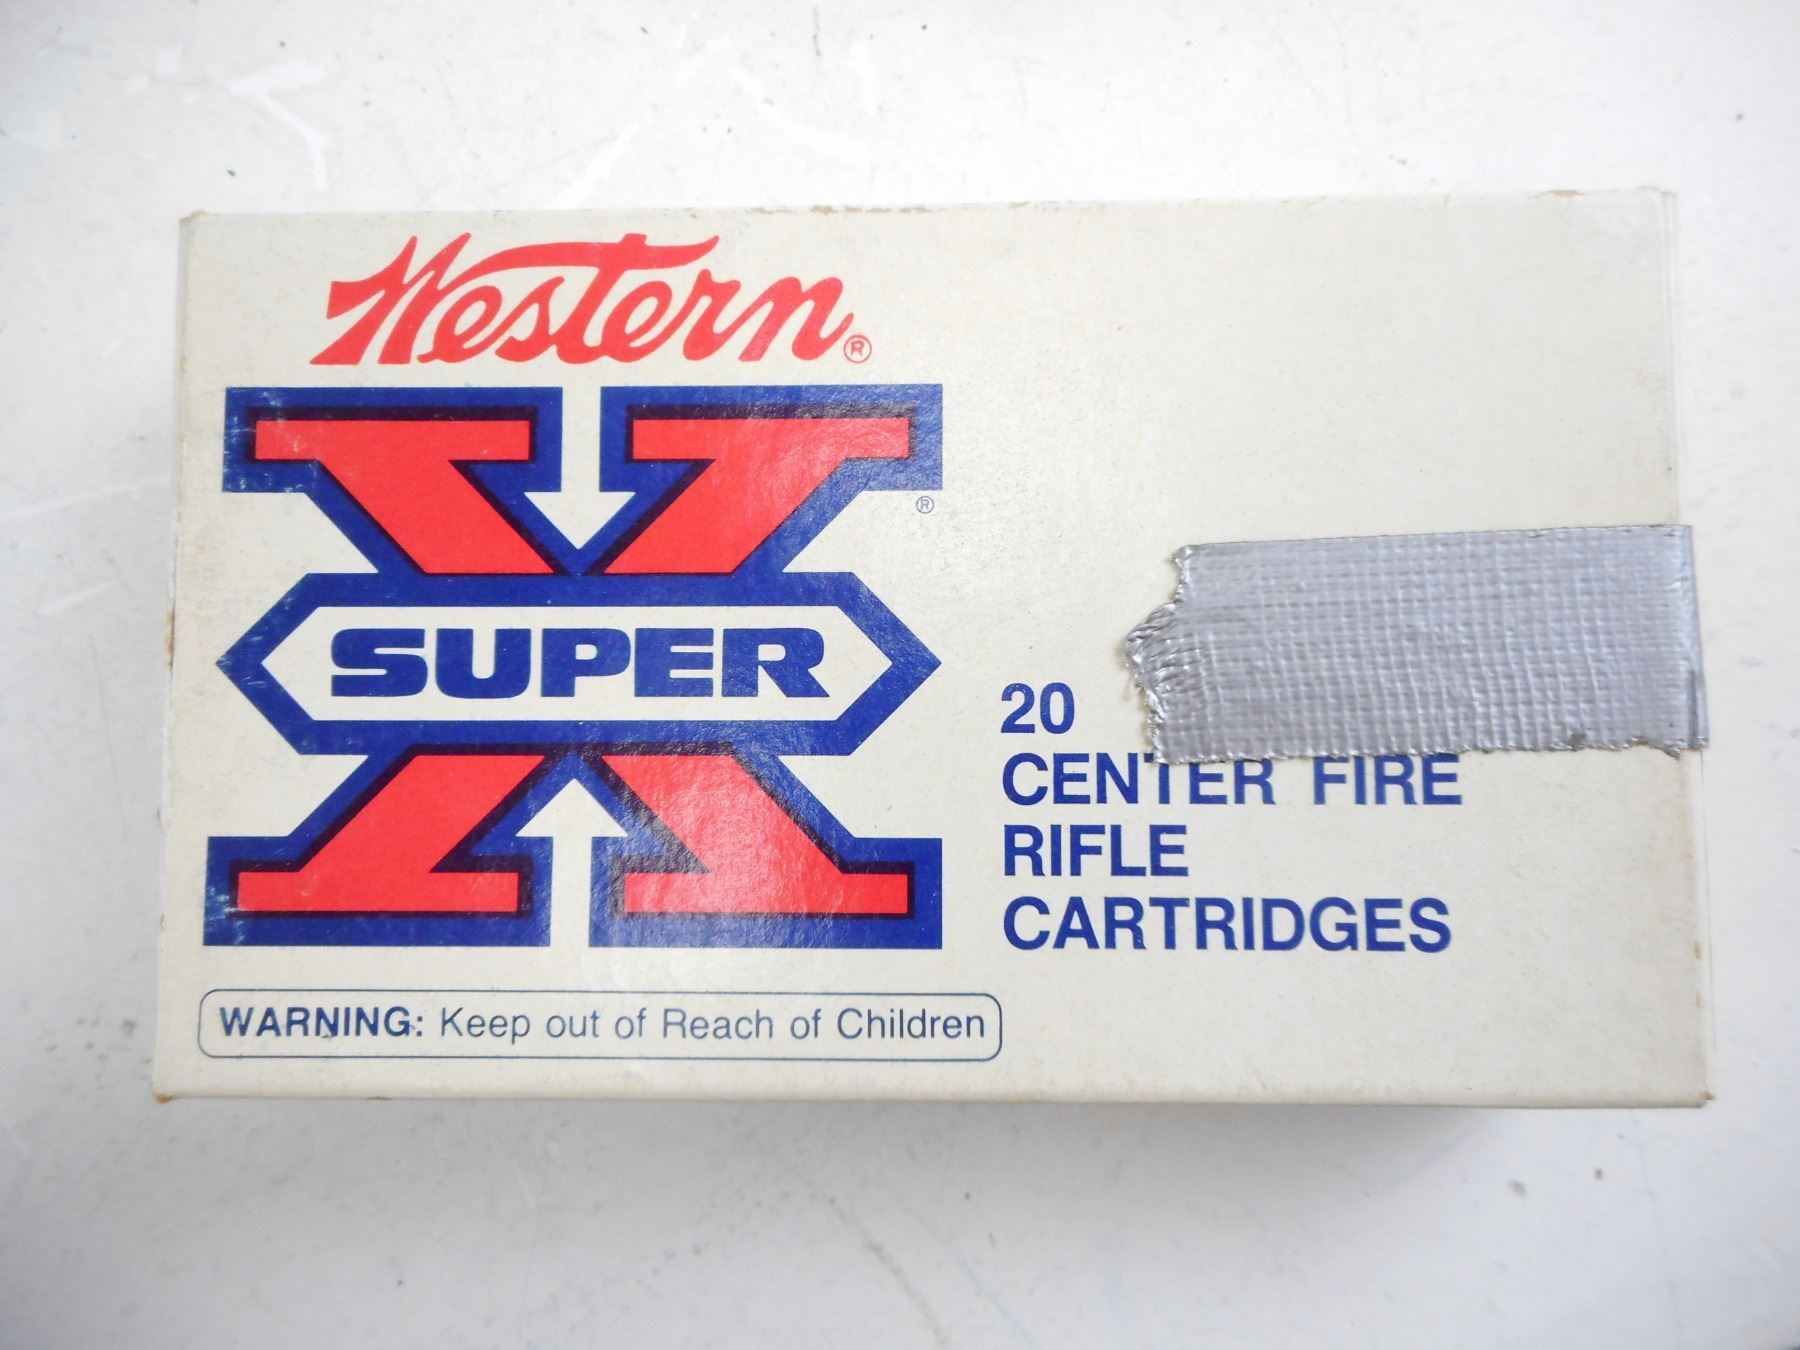 Western®
SUPER
®
20
CENTER FIRE
RIFLE
CARTRIDGES
WARNING: Keep out of Reach of Children